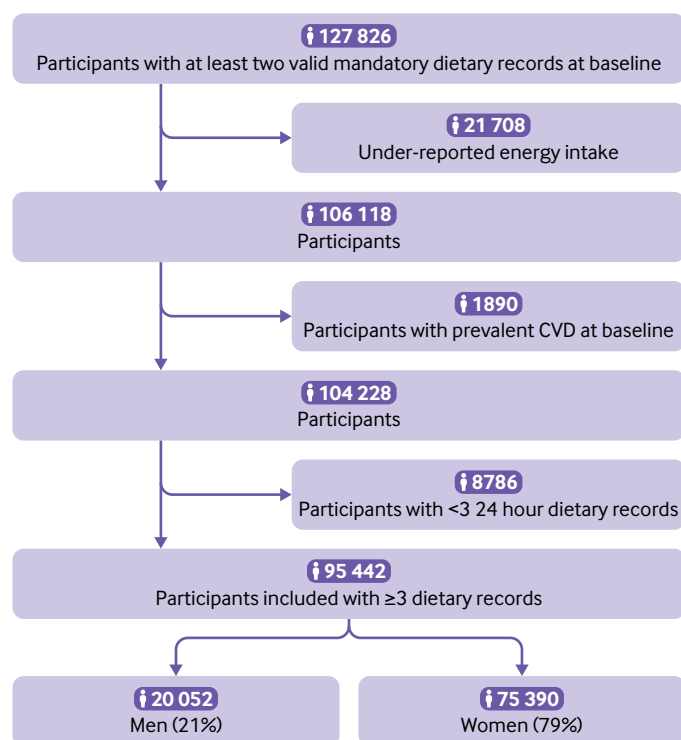 127 826
Participants with at least two valid mandatory dietary records at baseline
21 708
Under-reported energy intake
106 118
Participants
1890
Participants with prevalent CVD at baseline
104 228
Participants
8786
Participants with <3 24 hour dietary records
95 442
Participants included with ≥3 dietary records
20 052
Men (21%)
75 390
Women (79%)